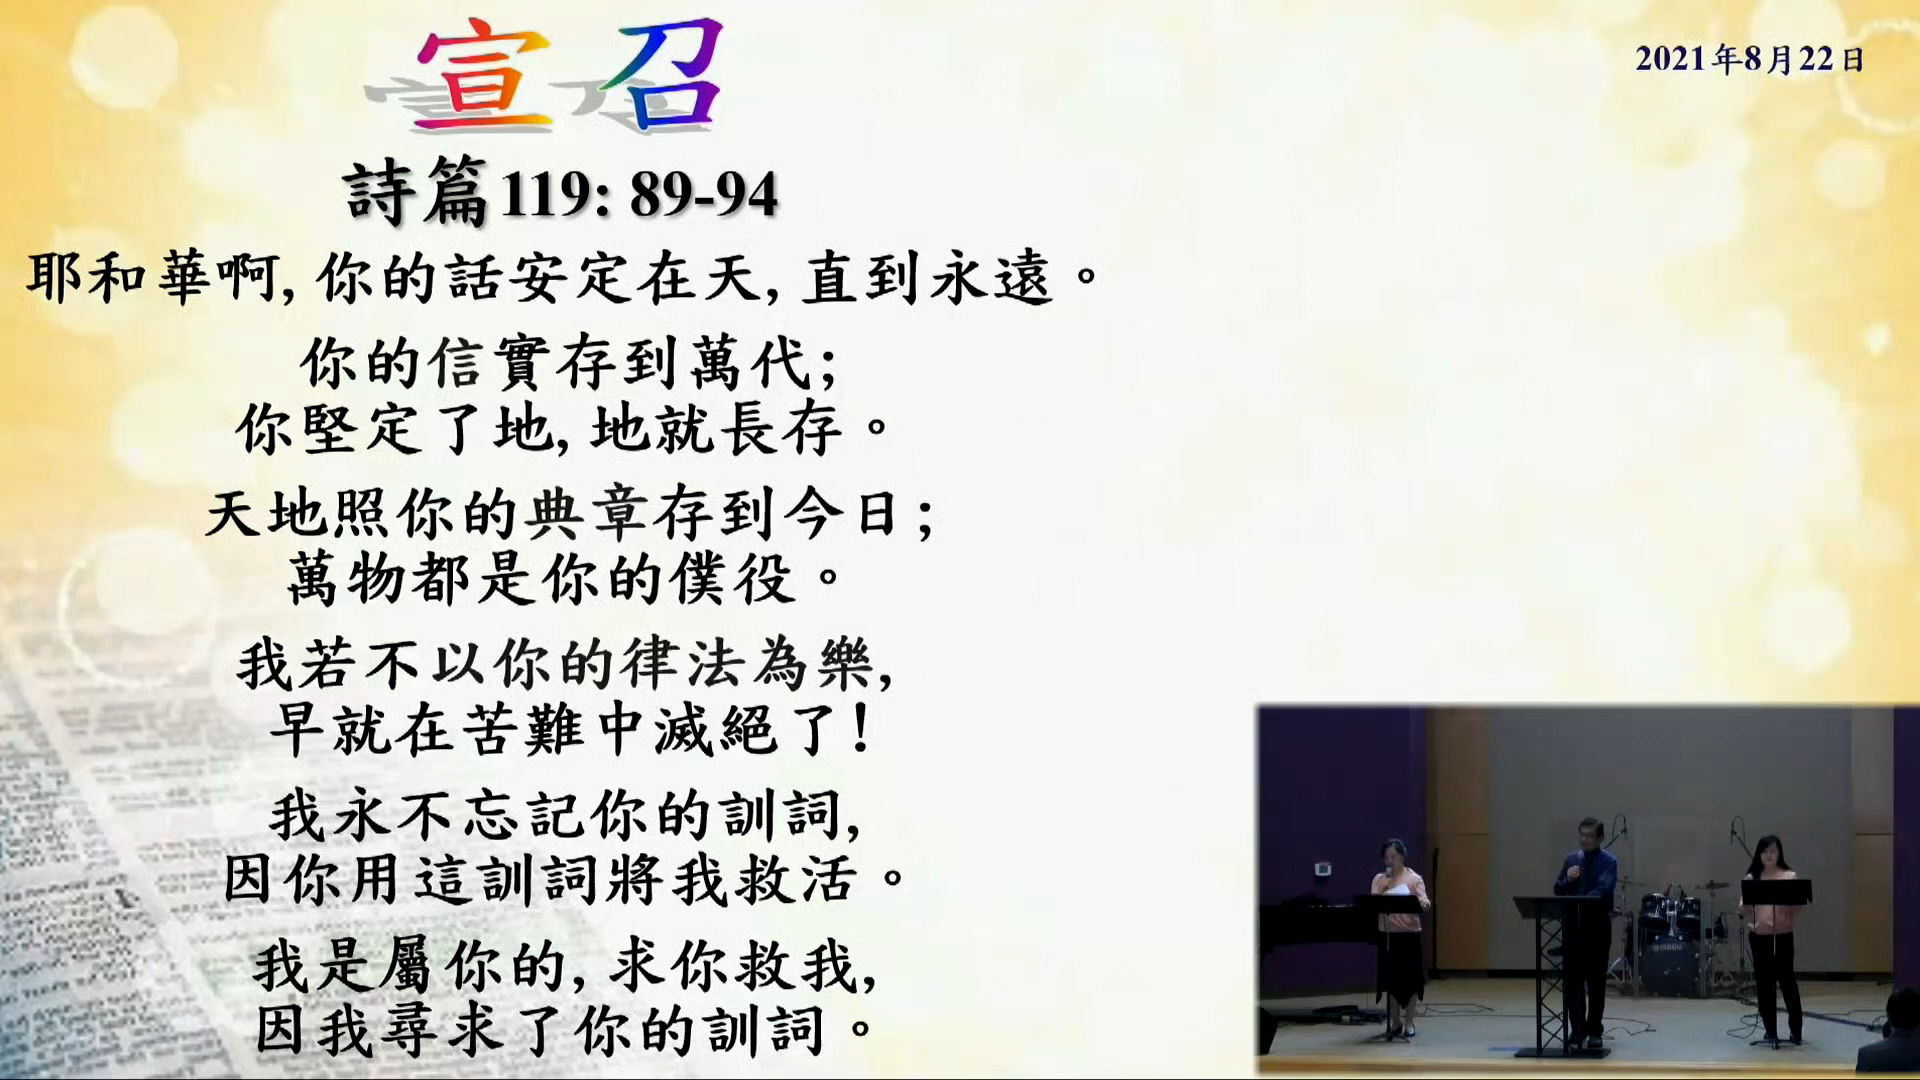 宣召
2021年8月22日
詩篇119: 89-94
耶和華啊, 你的話安定在天, 直到永遠。
你的信實存到萬代;
你堅定了地, 地就長存。
天地照你的典章存到今日;
萬物都是你的僕役。
我若不以你的律法為樂,
早就在苦難中滅絕了!
我永不忘記你的訓詞,
因你用這訓詞將我救活。
我是屬你的, 求你救我,
因我尋求了你的訓詞。
YAMAHA